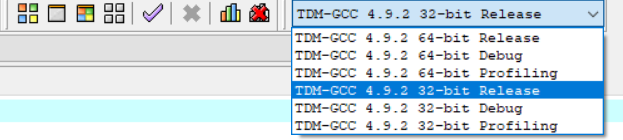 TDM-GCC 4.9.2 32-bit Release
TDM-GCC 4.9.2 64-bit Release
TDM-GCC 4.9.2 64-bit Debug
TDM-GCC 4.9.2 64-bit Profiling
TDM-GCC 4.9.2 32-bit Release
TDM-GCC 4.9.2 32-bit Debug
TDM-GCC 4.9.2 32-bit Profiling